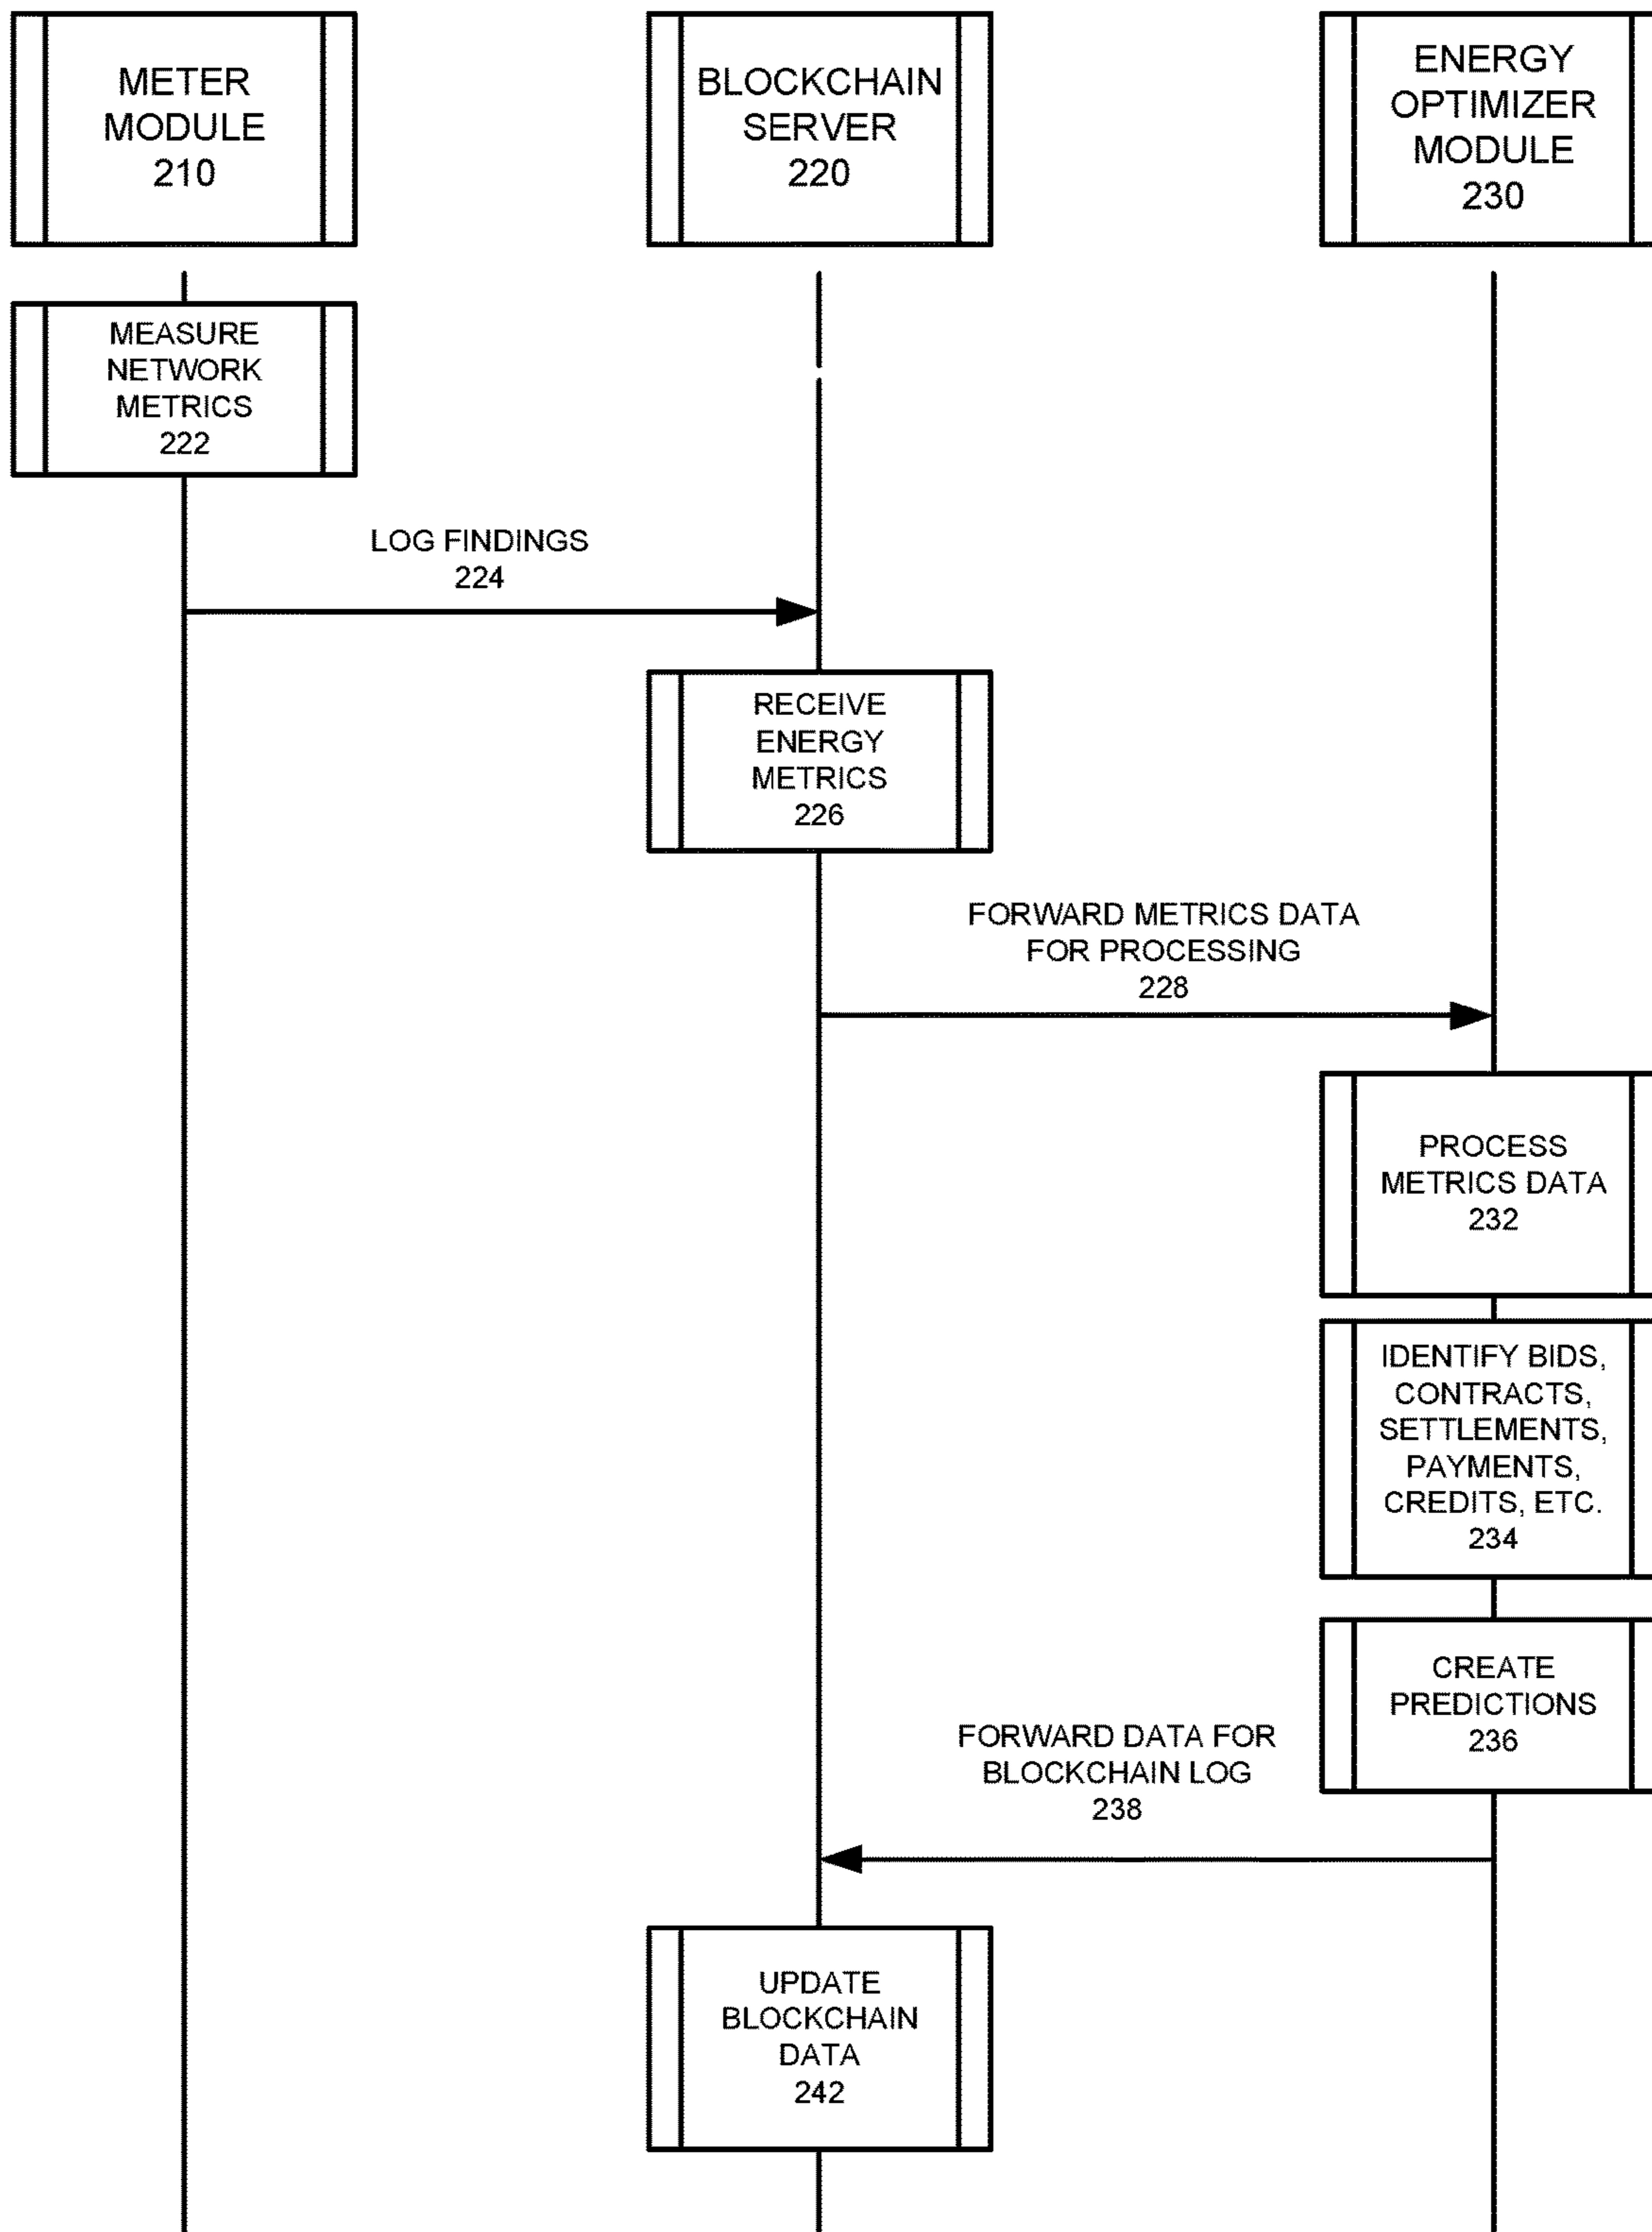 METER
MODULE
210
BLOCKCHAIN
SERVER
220
ENERGY
OPTIMIZER
MODULE
230
MEASURE
NETWORK
METRICS
222
LOG FINDINGS
224
RECEIVE
ENERGY
METRICS
226
FORWARD METRICS DATA
FOR PROCESSING
228
PROCESS
METRICS DATA
232
IDENTIFY BIDS,
CONTRACTS,
SETTLEMENTS,
PAYMENTS,
CREDITS, ETC.
234
CREATE
PREDICTIONS
236
FORWARD DATA FOR
BLOCKCHAIN LOG
238
UPDATE
BLOCKCHAIN
DATA
242